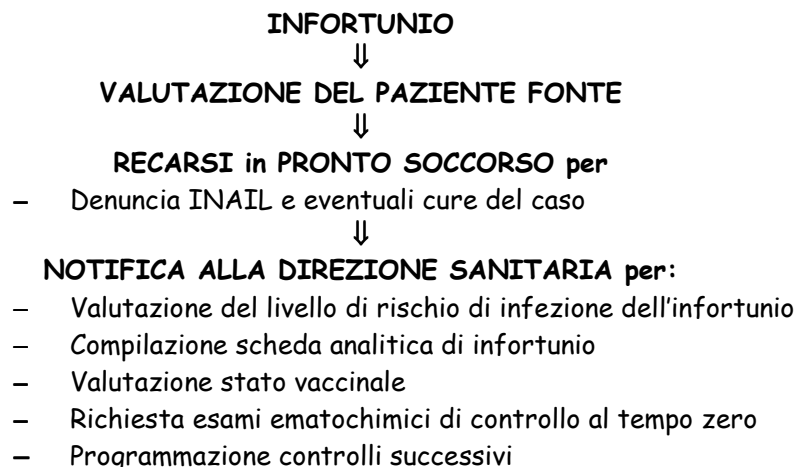 INFORTUNIO
⇓
VALUTAZIONE DEL PAZIENTE FONTE
⇓
RECARSI in PRONTO SOCCORSO per
– Denuncia INAIL e eventuali cure del caso
⇓
NOTIFICA ALLA DIREZIONE SANITARIA per:
– Valutazione del livello di rischio di infezione dell'infortunio
– Compilazione scheda analitica di infortunio
– Valutazione stato vaccinale
– Richiesta esami ematochimici di controllo al tempo zero
– Programmazione controlli successivi